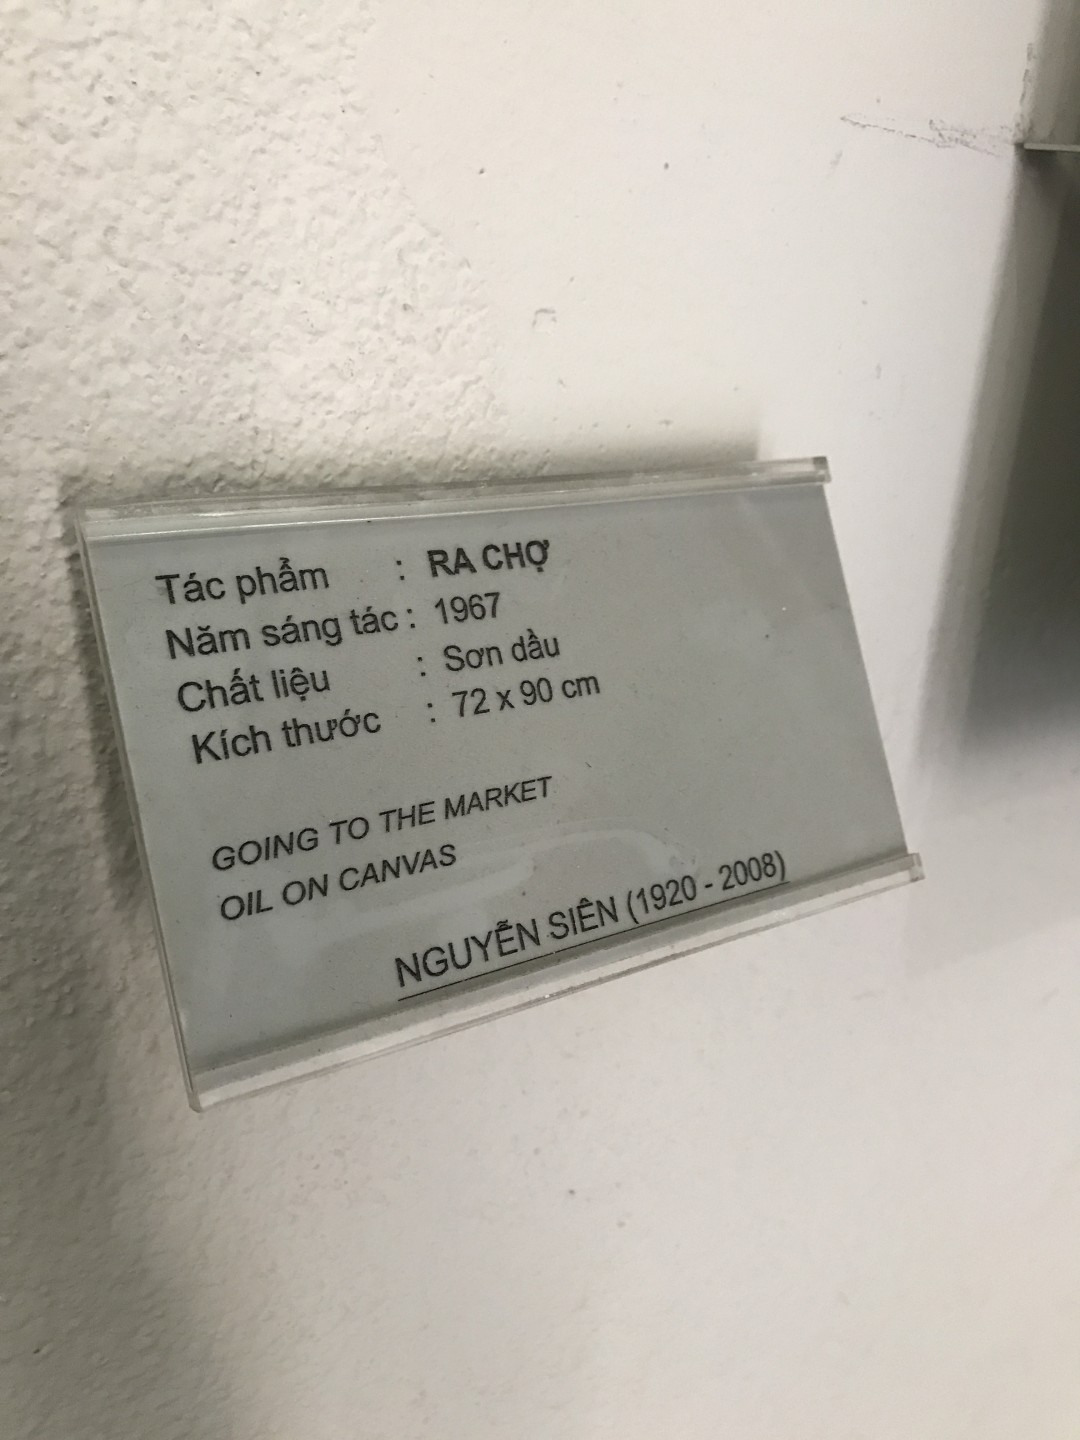 Tác phẩm : RA CHỢ
Năm sáng tác : 1967
Chất liệu : Sơn dầu
Kích thước : 72 x 90 cm
GOING TO THE MARKET
OIL ON CANVAS
NGUYỄN SIÊN (1920 - 2008)